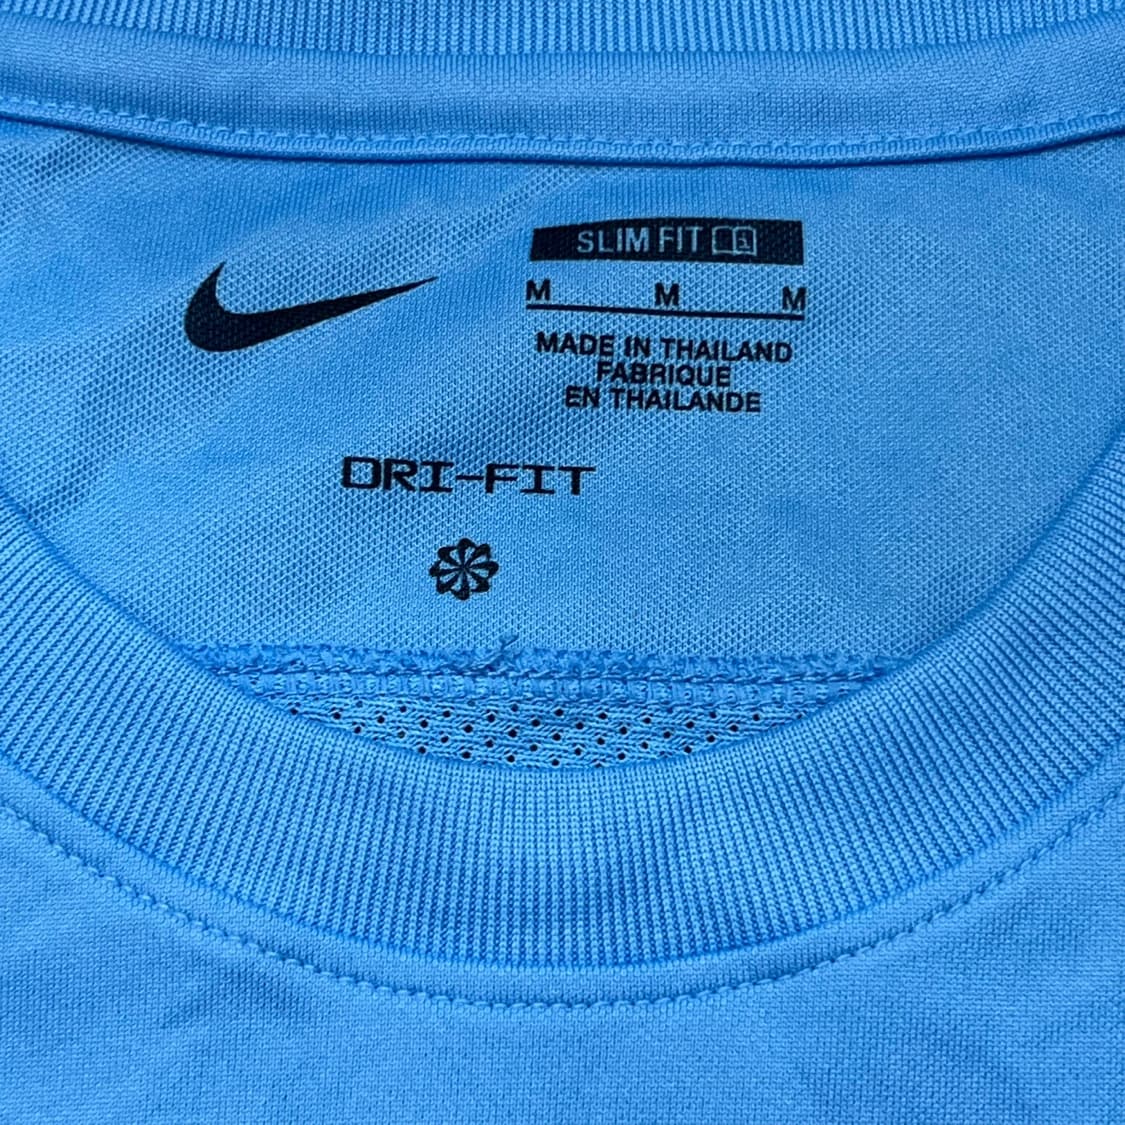 SLIM FIT
M M M
MADE IN THAILAND
FABRIQUE
EN THAILANDE
DRI-FIT